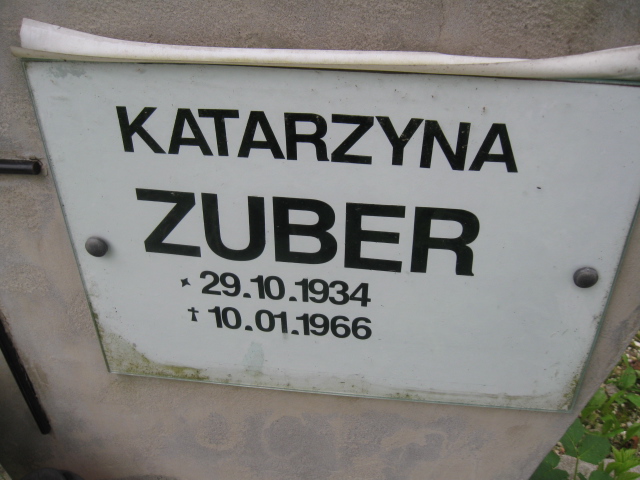 KATARZYNA
ZUBER
* 29.10.1934
† 10.01.1966